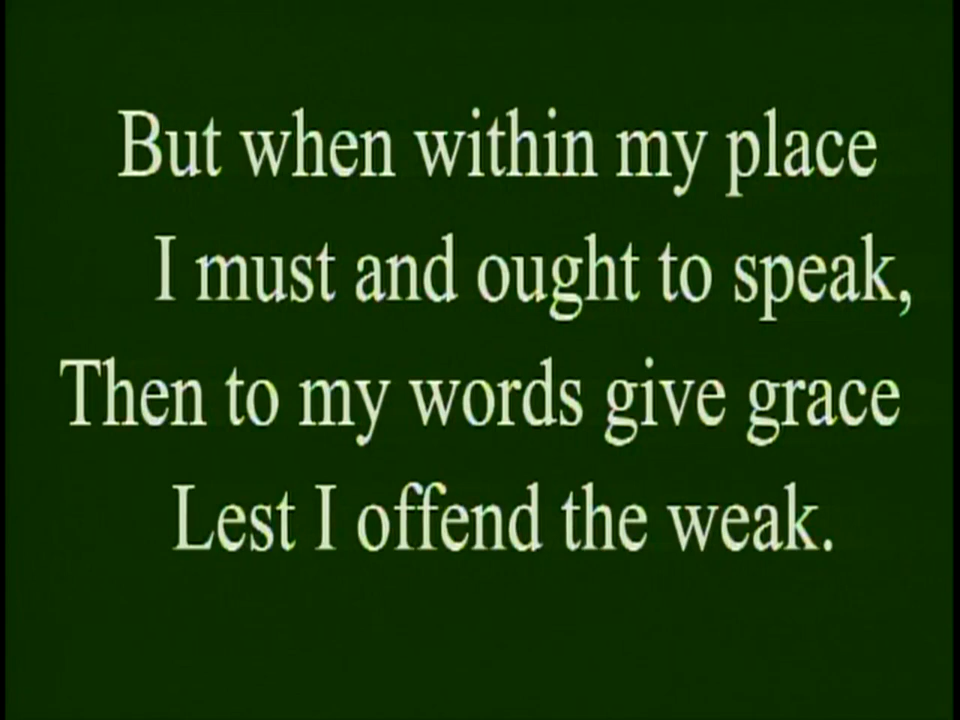 But when within my place
I must and ought to speak,
Then to my words give grace
Lest I offend the weak.